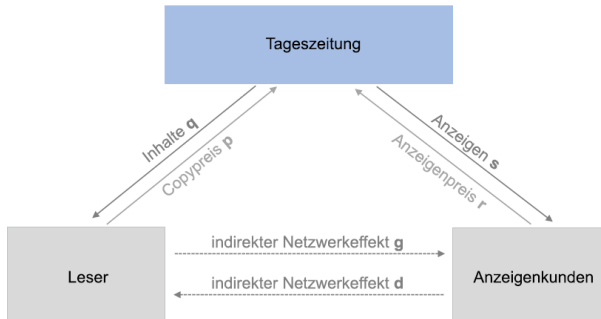 Tageszeitung
Inhalte q
Copypreis p
Anzeigen s
Anzeigenpreis r
indirekter Netzwerkeffekt g
Leser
Anzeigenkunden
indirekter Netzwerkeffekt d